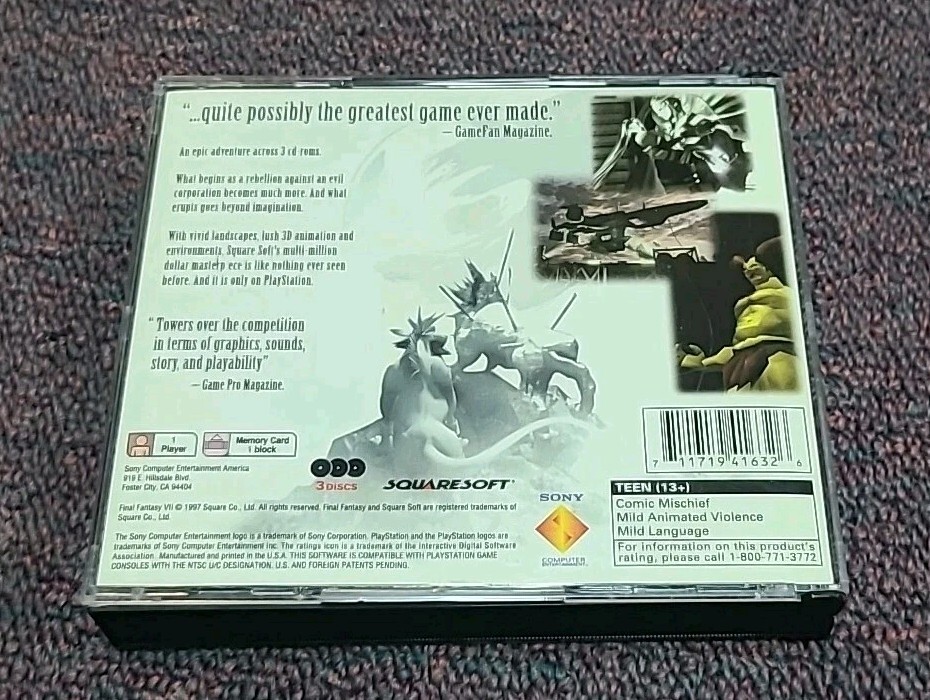 "...quite possibly the greatest game ever made."
— GameFan Magazine.
An epic adventure across 3 cd-roms.
What begins as a rebellion against an evil
corporation becomes much more. And what
erupts goes beyond imagination.
With vivid landscapes, lush 3D animation and
environments, Square Soft's multi-million
dollar masterp ece is like nothing ever seen
before. And it is only on PlayStation.
"Towers over the competition
in terms of graphics, sounds,
story, and playability"
— Game Pro Magazine.
1
Player
Memory Card
1 block
Sony Computer Entertainment America
919 E. Hillsdale Blvd.
Foster City, CA 94404
3 DISCS
SQUARESOFT
Final Fantasy VII © 1997 Square Co., Ltd. All rights reserved. Final Fantasy and Square Soft are registered trademarks of
Square Co., Ltd.
The Sony Computer Entertainment logo is a trademark of Sony Corporation. PlayStation and the PlayStation logos are
trademarks of Sony Computer Entertainment Inc. The ratings icon is a trademark of the Interactive Digital Software
Association. Manufactured and printed in the U.S.A. THIS SOFTWARE IS COMPATIBLE WITH PLAYSTATION GAME
CONSOLES WITH THE NTSC U/C DESIGNATION. U.S. AND FOREIGN PATENTS PENDING.
SONY
COMPUTER
ENTERTAINMENT
7 11719 41632 6
TEEN (13+)
Comic Mischief
Mild Animated Violence
Mild Language
For information on this product's
rating, please call 1-800-771-3772